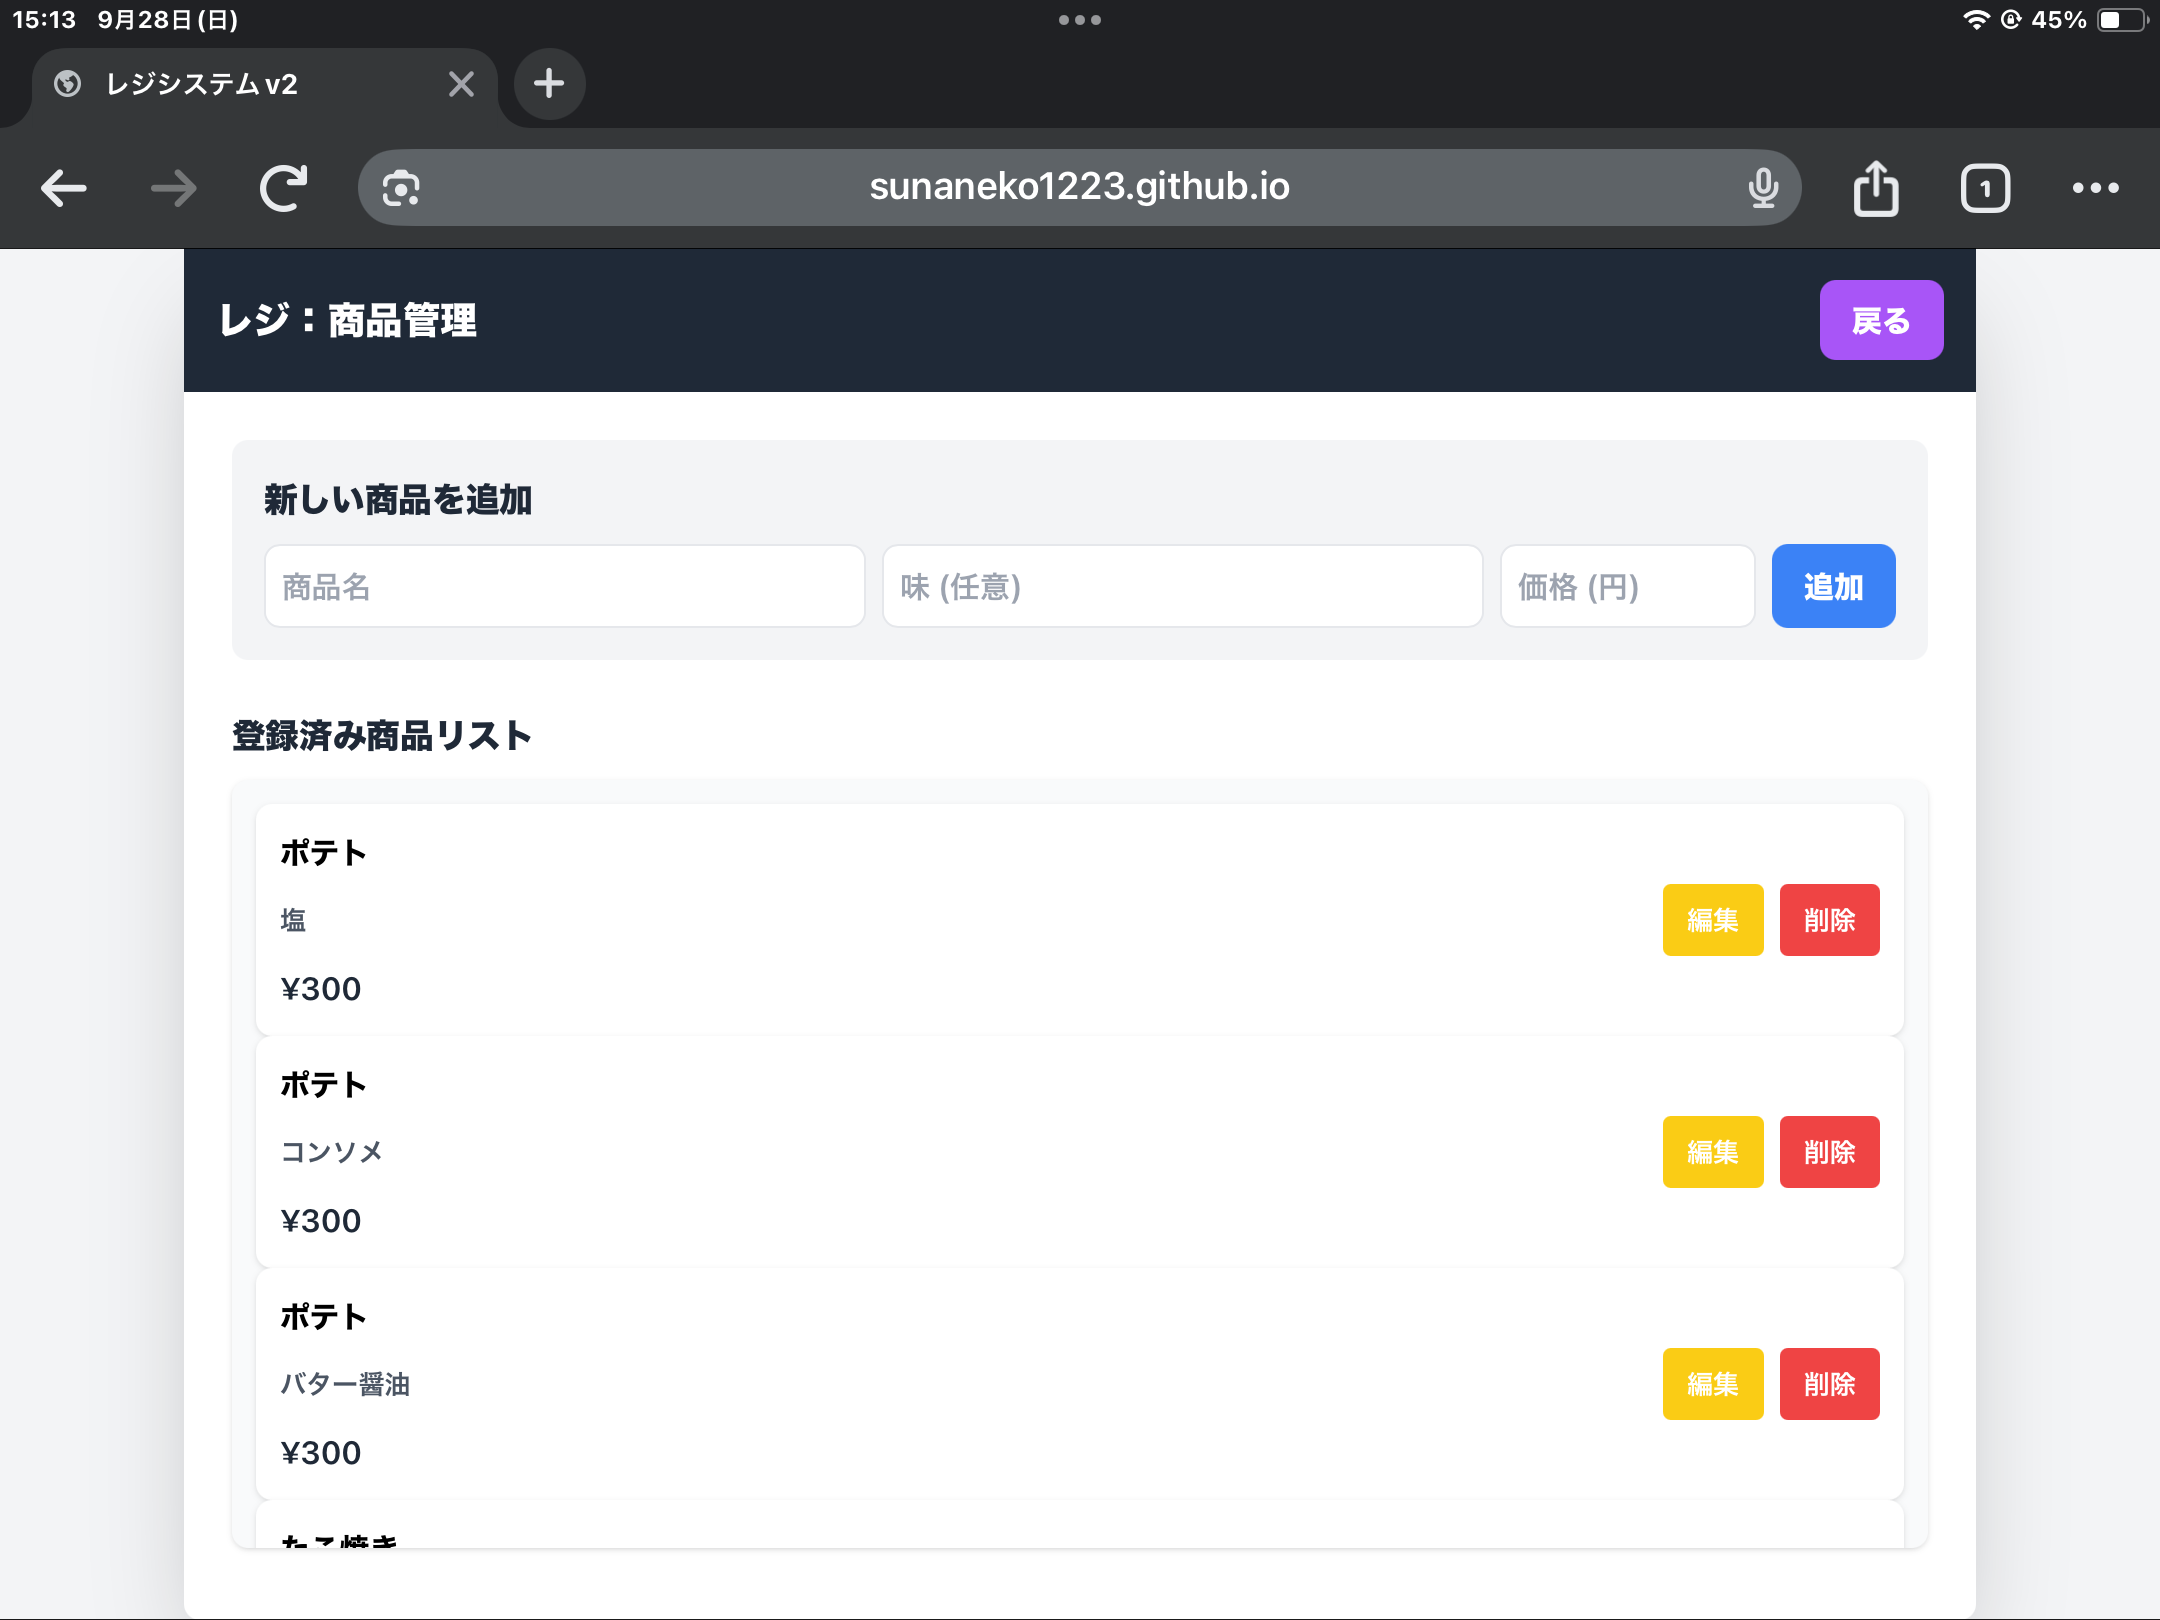 15:13 9月28日(日)
45%
レジシステム v2
sunaneko1223.github.io
1
レジ：商品管理
戻る
新しい商品を追加
商品名
味 (任意)
価格 (円)
追加
登録済み商品リスト
ポテト
塩
¥300
編集
削除
ポテト
コンソメ
¥300
編集
削除
ポテト
バター醤油
¥300
編集
削除
たこ焼き